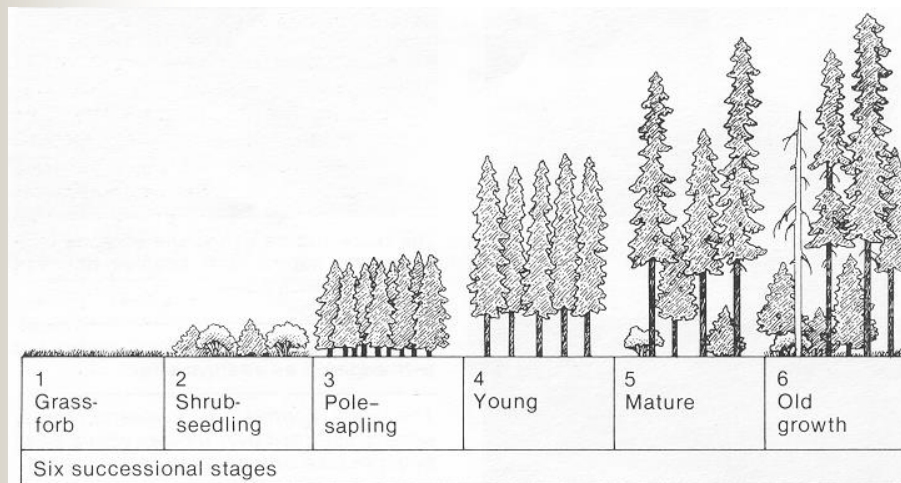 1
Grass-
forb
2
Shrub-
seedling
3
Pole-
sapling
4
Young
5
Mature
6
Old
growth
Six successional stages